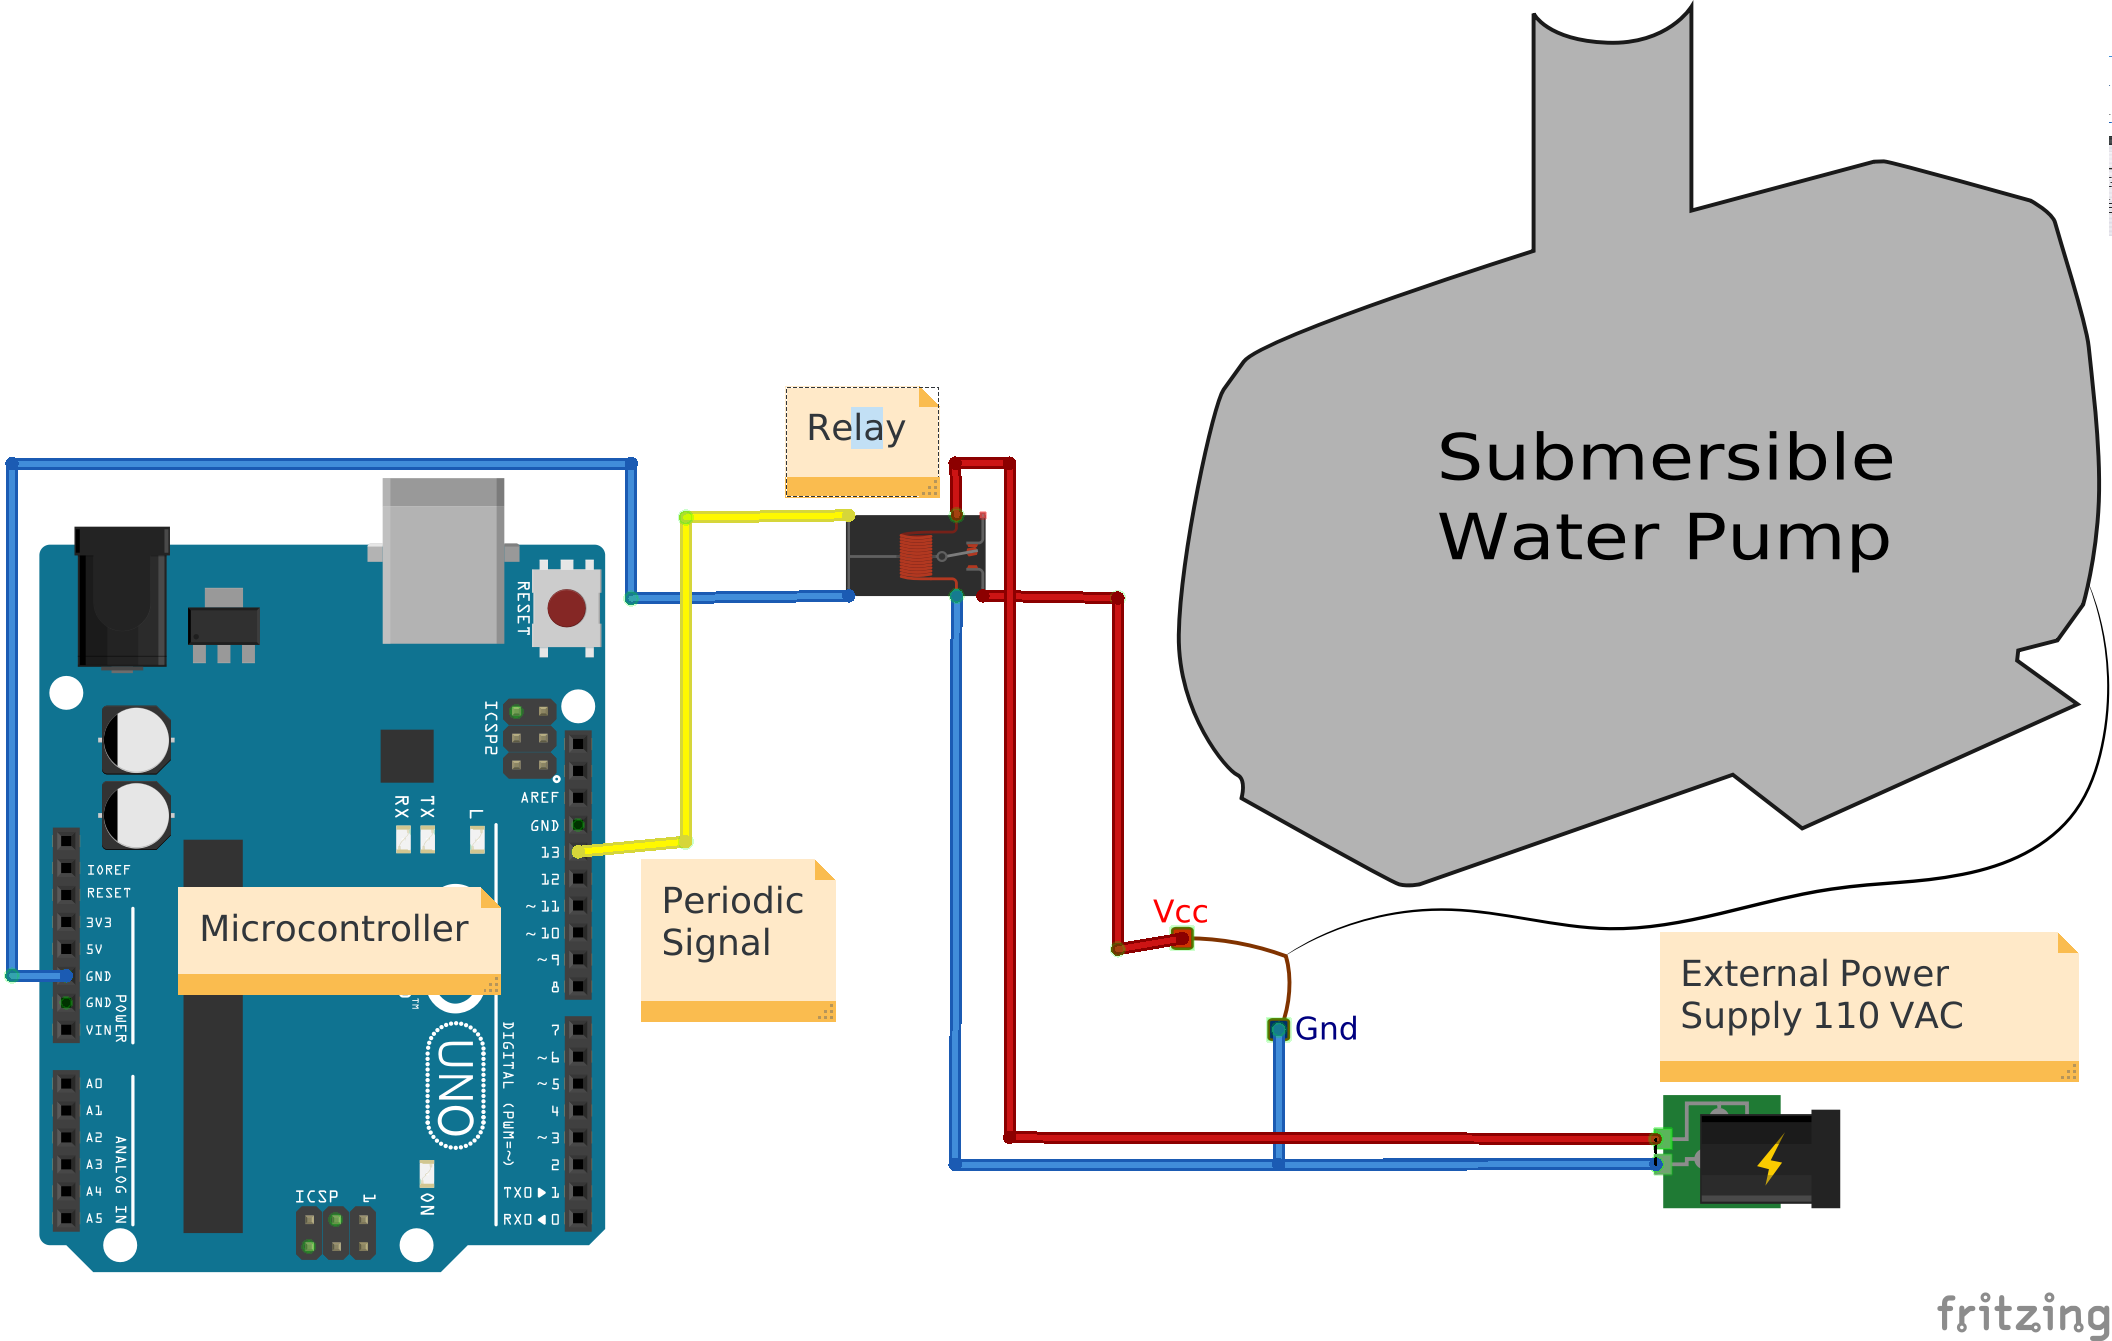 Submersible
Water Pump
Relay
RESET
ICSP2
AREF
GND
RX
TX
L
13
12
~11
~10
~9
8
IOREF
RESET
3V3
5V
GND
GND
VIN
POWER
Microcontroller
TM
Periodic
Signal
Vcc
Gnd
External Power
Supply 110 VAC
UNO
DIGITAL (PWM=~)
7
~6
~5
4
~3
2
TX0▶1
RX0◀0
A0
A1
A2
A3
A4
A5
ANALOG IN
ICSP
1
ON
fritzing